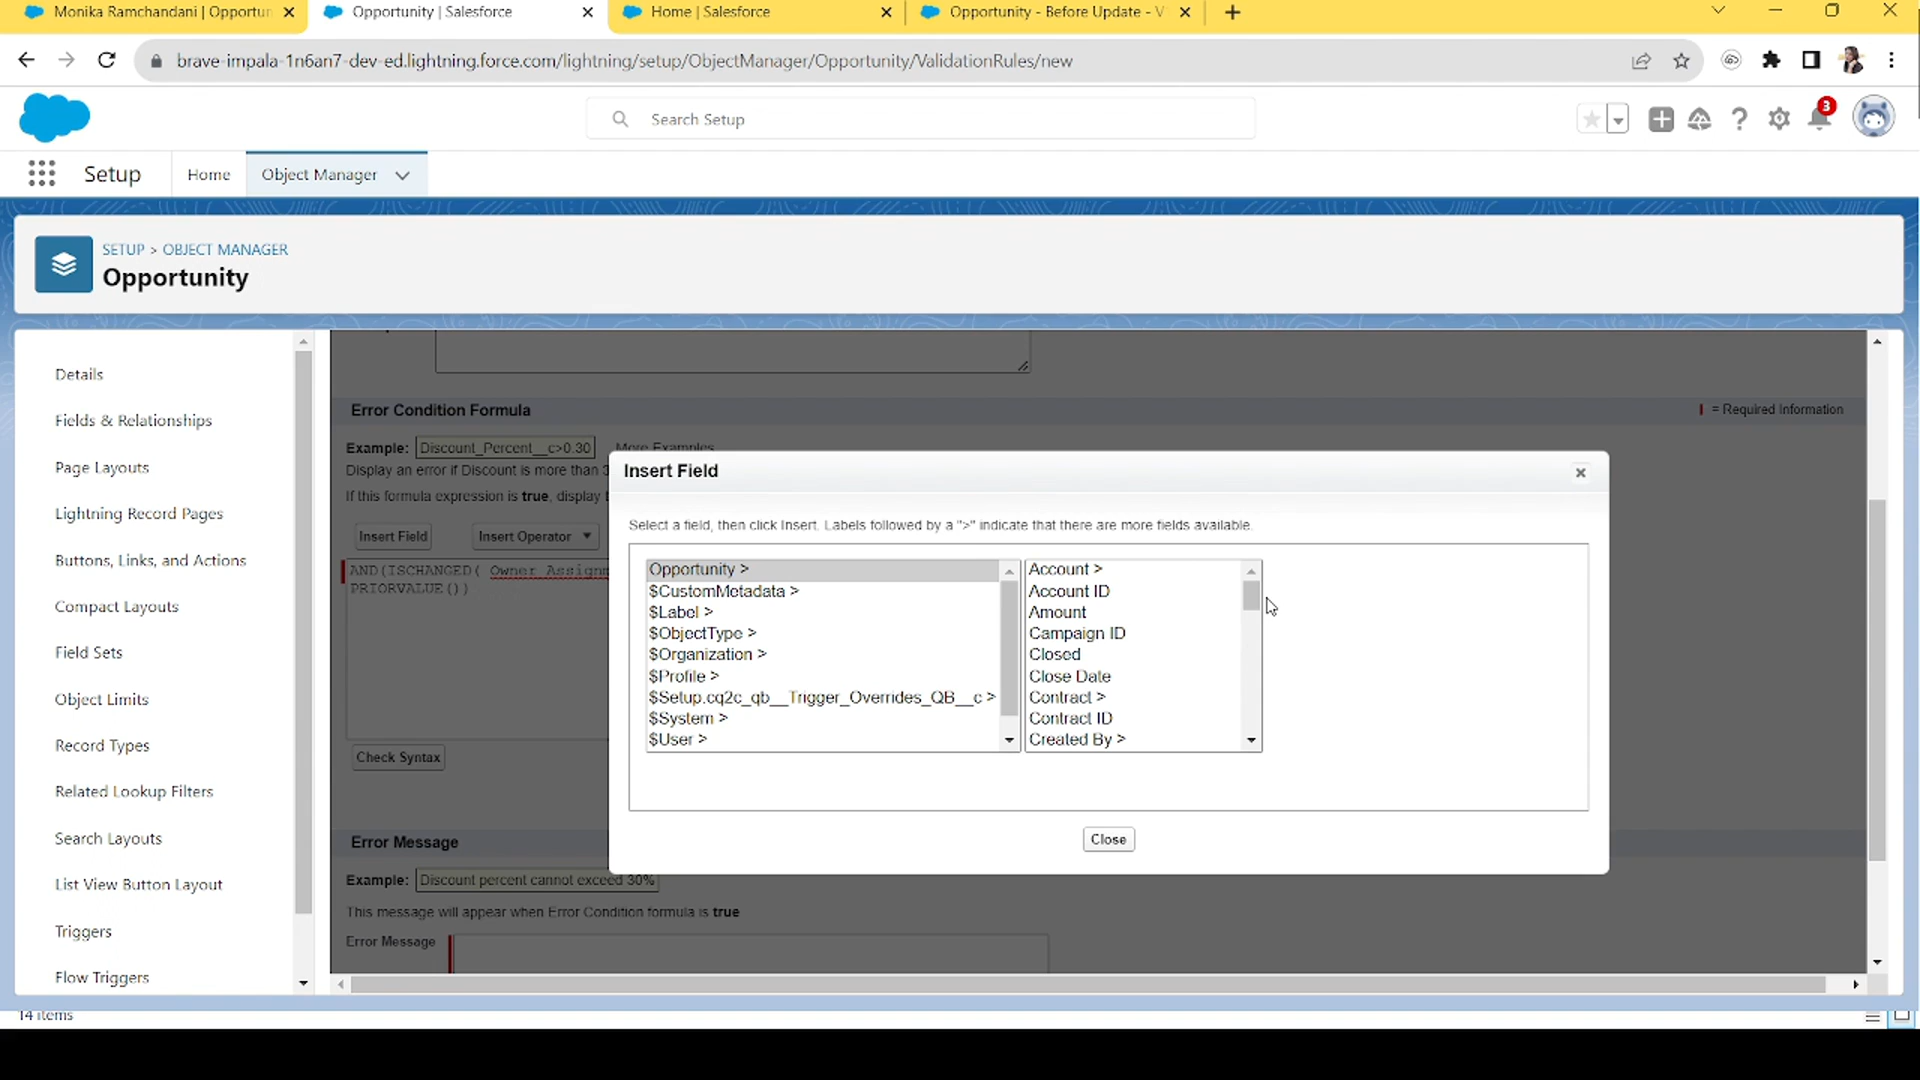 Monika Ramchandani | Opportun
Opportunity | Salesforce
Home | Salesforce
Opportunity - Before Update - V
brave-impala-1n6an7-dev-ed.lightning.force.com/lightning/setup/ObjectManager/Opportunity/ValidationRules/new
Search Setup
3
Setup
Home
Object Manager
SETUP > OBJECT MANAGER
Opportunity
Details
Fields & Relationships
Page Layouts
Lightning Record Pages
Buttons, Links, and Actions
Compact Layouts
Field Sets
Object Limits
Record Types
Related Lookup Filters
Search Layouts
List View Button Layout
Triggers
Flow Triggers
14 items
Error Condition Formula
= Required Information
Example: Discount_Percent__c>0.30 More Examples
Display an error if Discount is more than 3
If this formula expression is true, display t
Insert Field
Insert Operator
AND(ISCHANGED( Owner Assignm
PRIORVALUE())
Check Syntax
Insert Field
Select a field, then click Insert. Labels followed by a ">" indicate that there are more fields available.
Opportunity >
$CustomMetadata >
$Label >
$ObjectType >
$Organization >
$Profile >
$Setup.cq2c_qb__Trigger_Overrides_QB__c >
$System >
$User >
Account >
Account ID
Amount
Campaign ID
Closed
Close Date
Contract >
Contract ID
Created By >
Close
Error Message
Example: Discount percent cannot exceed 30%
This message will appear when Error Condition formula is true
Error Message